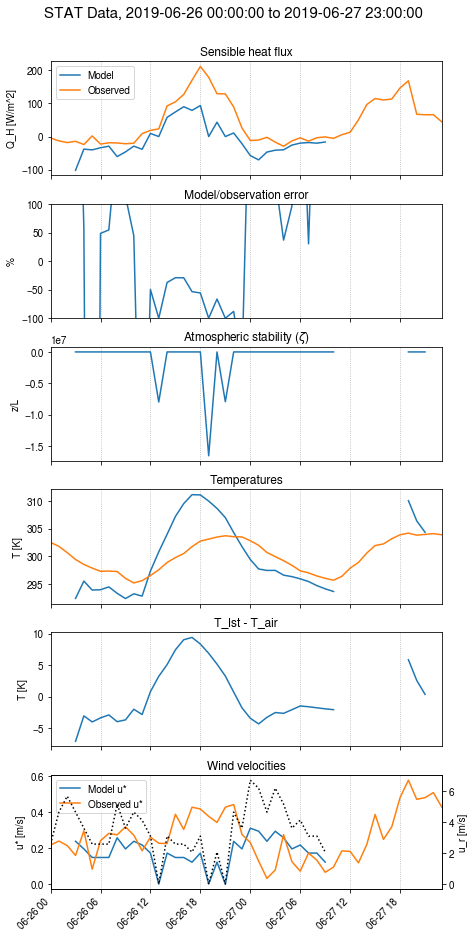 STAT Data, 2019-06-26 00:00:00 to 2019-06-27 23:00:00
Sensible heat flux
Q_H [W/m^2]
200
100
0
−100
Model
Observed
Model/observation error
%
100
50
0
−50
−100
Atmospheric stability (ζ)
1e7
z/L
0.0
−0.5
−1.0
−1.5
Temperatures
T [K]
310
305
300
295
T_lst - T_air
T [K]
10
5
0
−5
Wind velocities
u* [m/s]
0.6
0.4
0.2
0.0
Model u*
Observed u*
6
4
2
0
u_r [m/s]
06-26 00
06-26 06
06-26 12
06-26 18
06-27 00
06-27 06
06-27 12
06-27 18